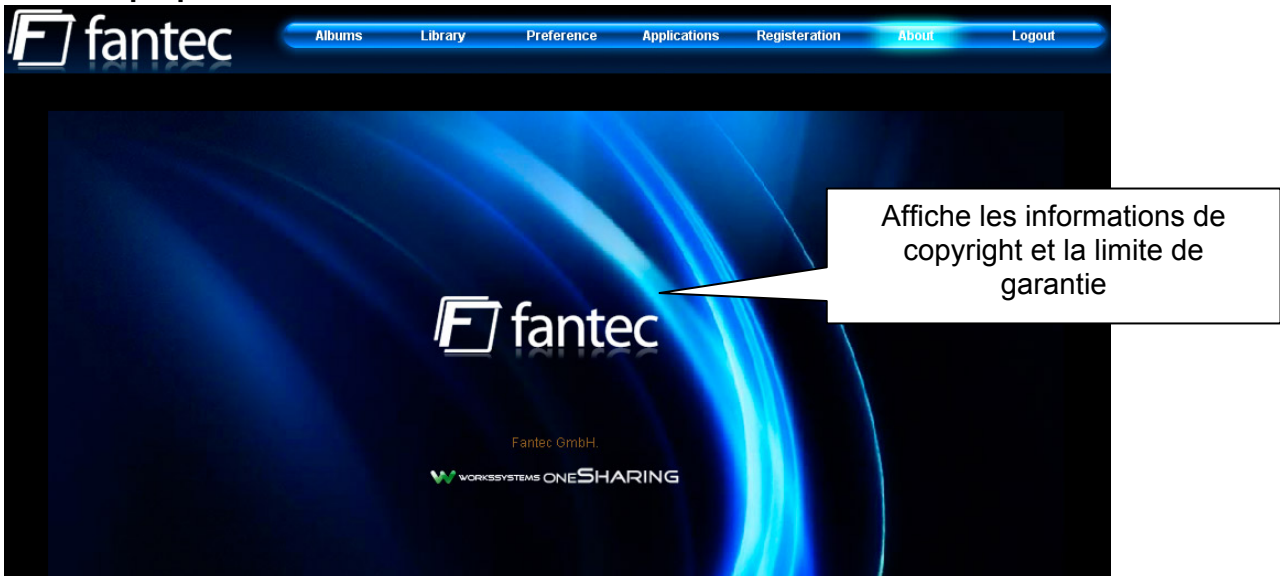 fantec
Albums Library Preference Applications Registeration About Logout
Affiche les informations de
copyright et la limite de
garantie
fantec
Fantec GmbH.
WORKSSYSTEMS ONESHARING